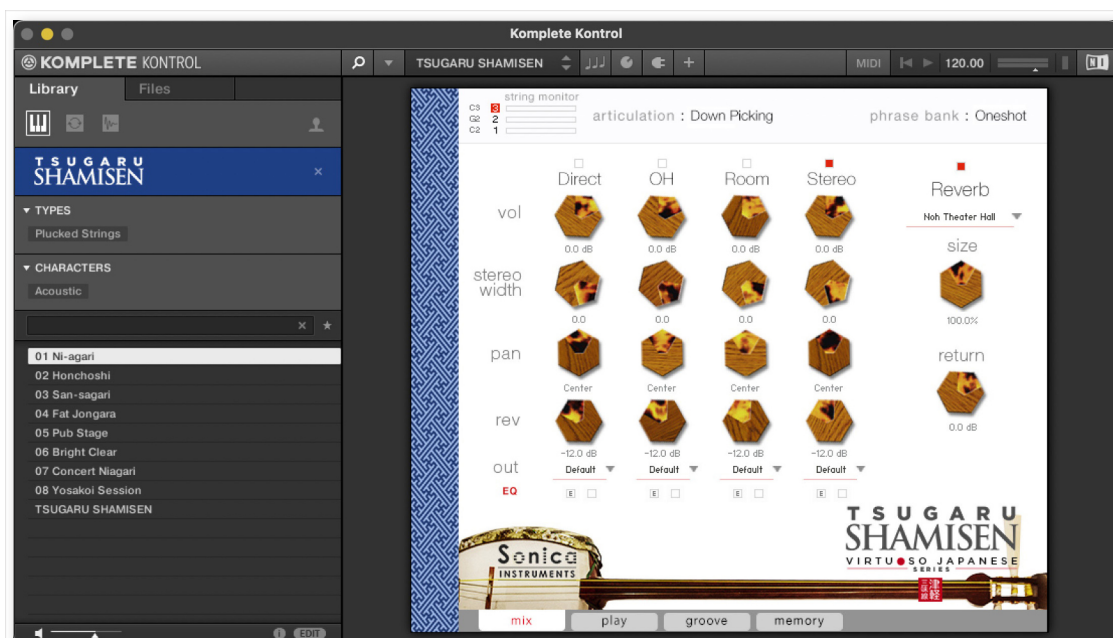 Komplete Kontrol
KOMPLETE KONTROL
TSUGARU SHAMISEN
MIDI
120.00
Library Files
TSUGARU
SHAMISEN
TYPES
Plucked Strings
CHARACTERS
Acoustic
01 Ni-agari
02 Honchoshi
03 San-sagari
04 Fat Jongara
05 Pub Stage
06 Bright Clear
07 Concert Niagari
08 Yosakoi Session
TSUGARU SHAMISEN
EDIT
string monitor
C3 3
G2 2
C2 1
articulation : Down Picking
phrase bank : Oneshot
Direct OH Room Stereo
vol
0.0 dB 0.0 dB 0.0 dB 0.0 dB
stereo
width
0.0 0.0 0.0 0.0
pan
Center Center Center Center
rev
-12.0 dB -12.0 dB -12.0 dB -12.0 dB
out
Default Default Default Default
EQ
E E E E
Reverb
Noh Theater Hall
size
100.0%
return
0.0 dB
Sonica
INSTRUMENTS
TSUGARU
SHAMISEN
VIRTUOSO JAPANESE
SERIES
津軽
三味線
mix play groove memory